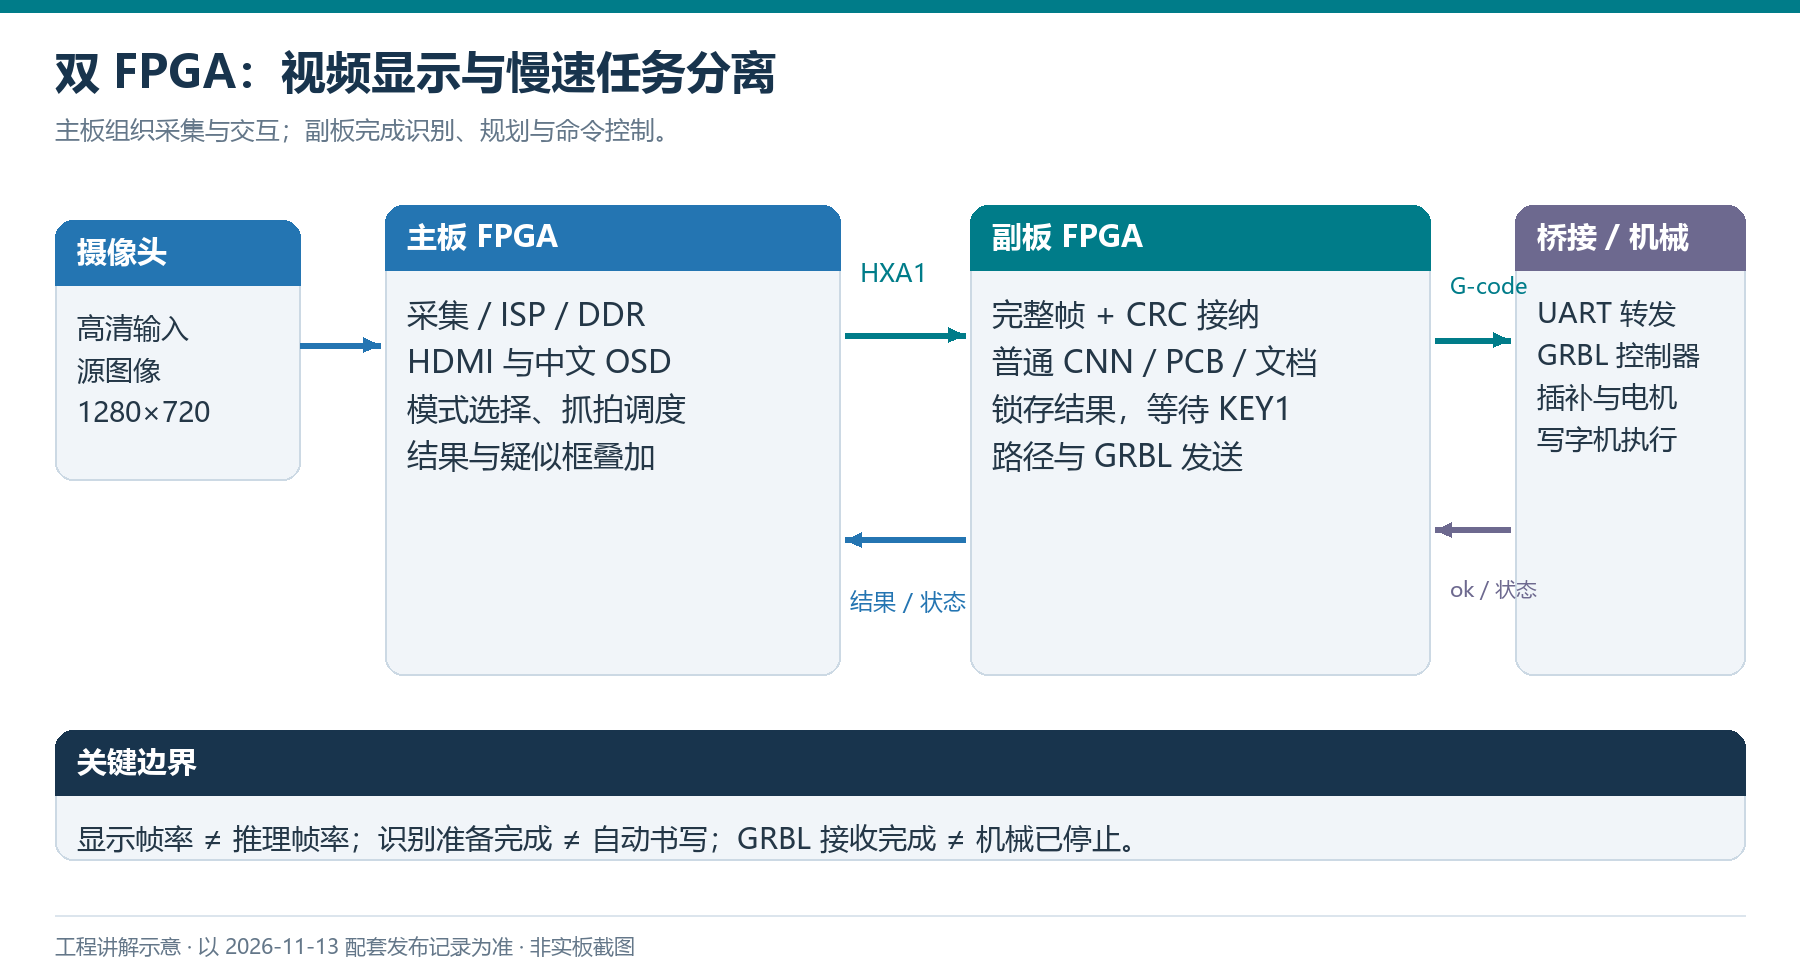 双 FPGA：视频显示与慢速任务分离
主板组织采集与交互；副板完成识别、规划与命令控制。
摄像头
高清输入
源图像
1280×720
主板 FPGA
采集 / ISP / DDR
HDMI 与中文 OSD
模式选择、抓拍调度
结果与疑似框叠加
HXA1
结果 / 状态
副板 FPGA
完整帧 + CRC 接纳
普通 CNN / PCB / 文档
锁存结果，等待 KEY1
路径与 GRBL 发送
G-code
ok / 状态
桥接 / 机械
UART 转发
GRBL 控制器
插补与电机
写字机执行
关键边界
显示帧率 ≠ 推理帧率；识别准备完成 ≠ 自动书写；GRBL 接收完成 ≠ 机械已停止。
工程讲解示意 · 以 2026-11-13 配套发布记录为准 · 非实板截图